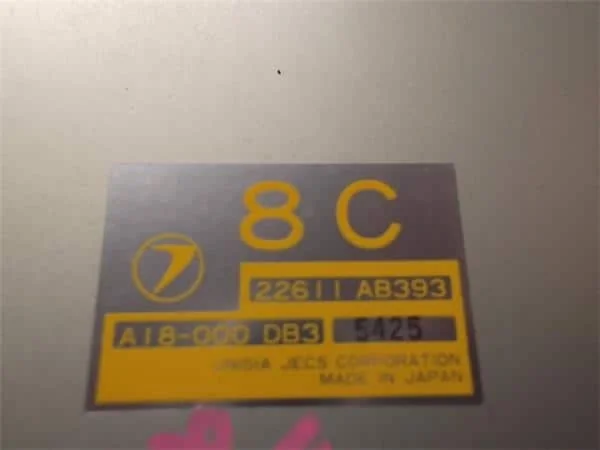 8C
22611 AB393
A18-000 DB3 5425
UNISIA JECS CORPORATION
MADE IN JAPAN